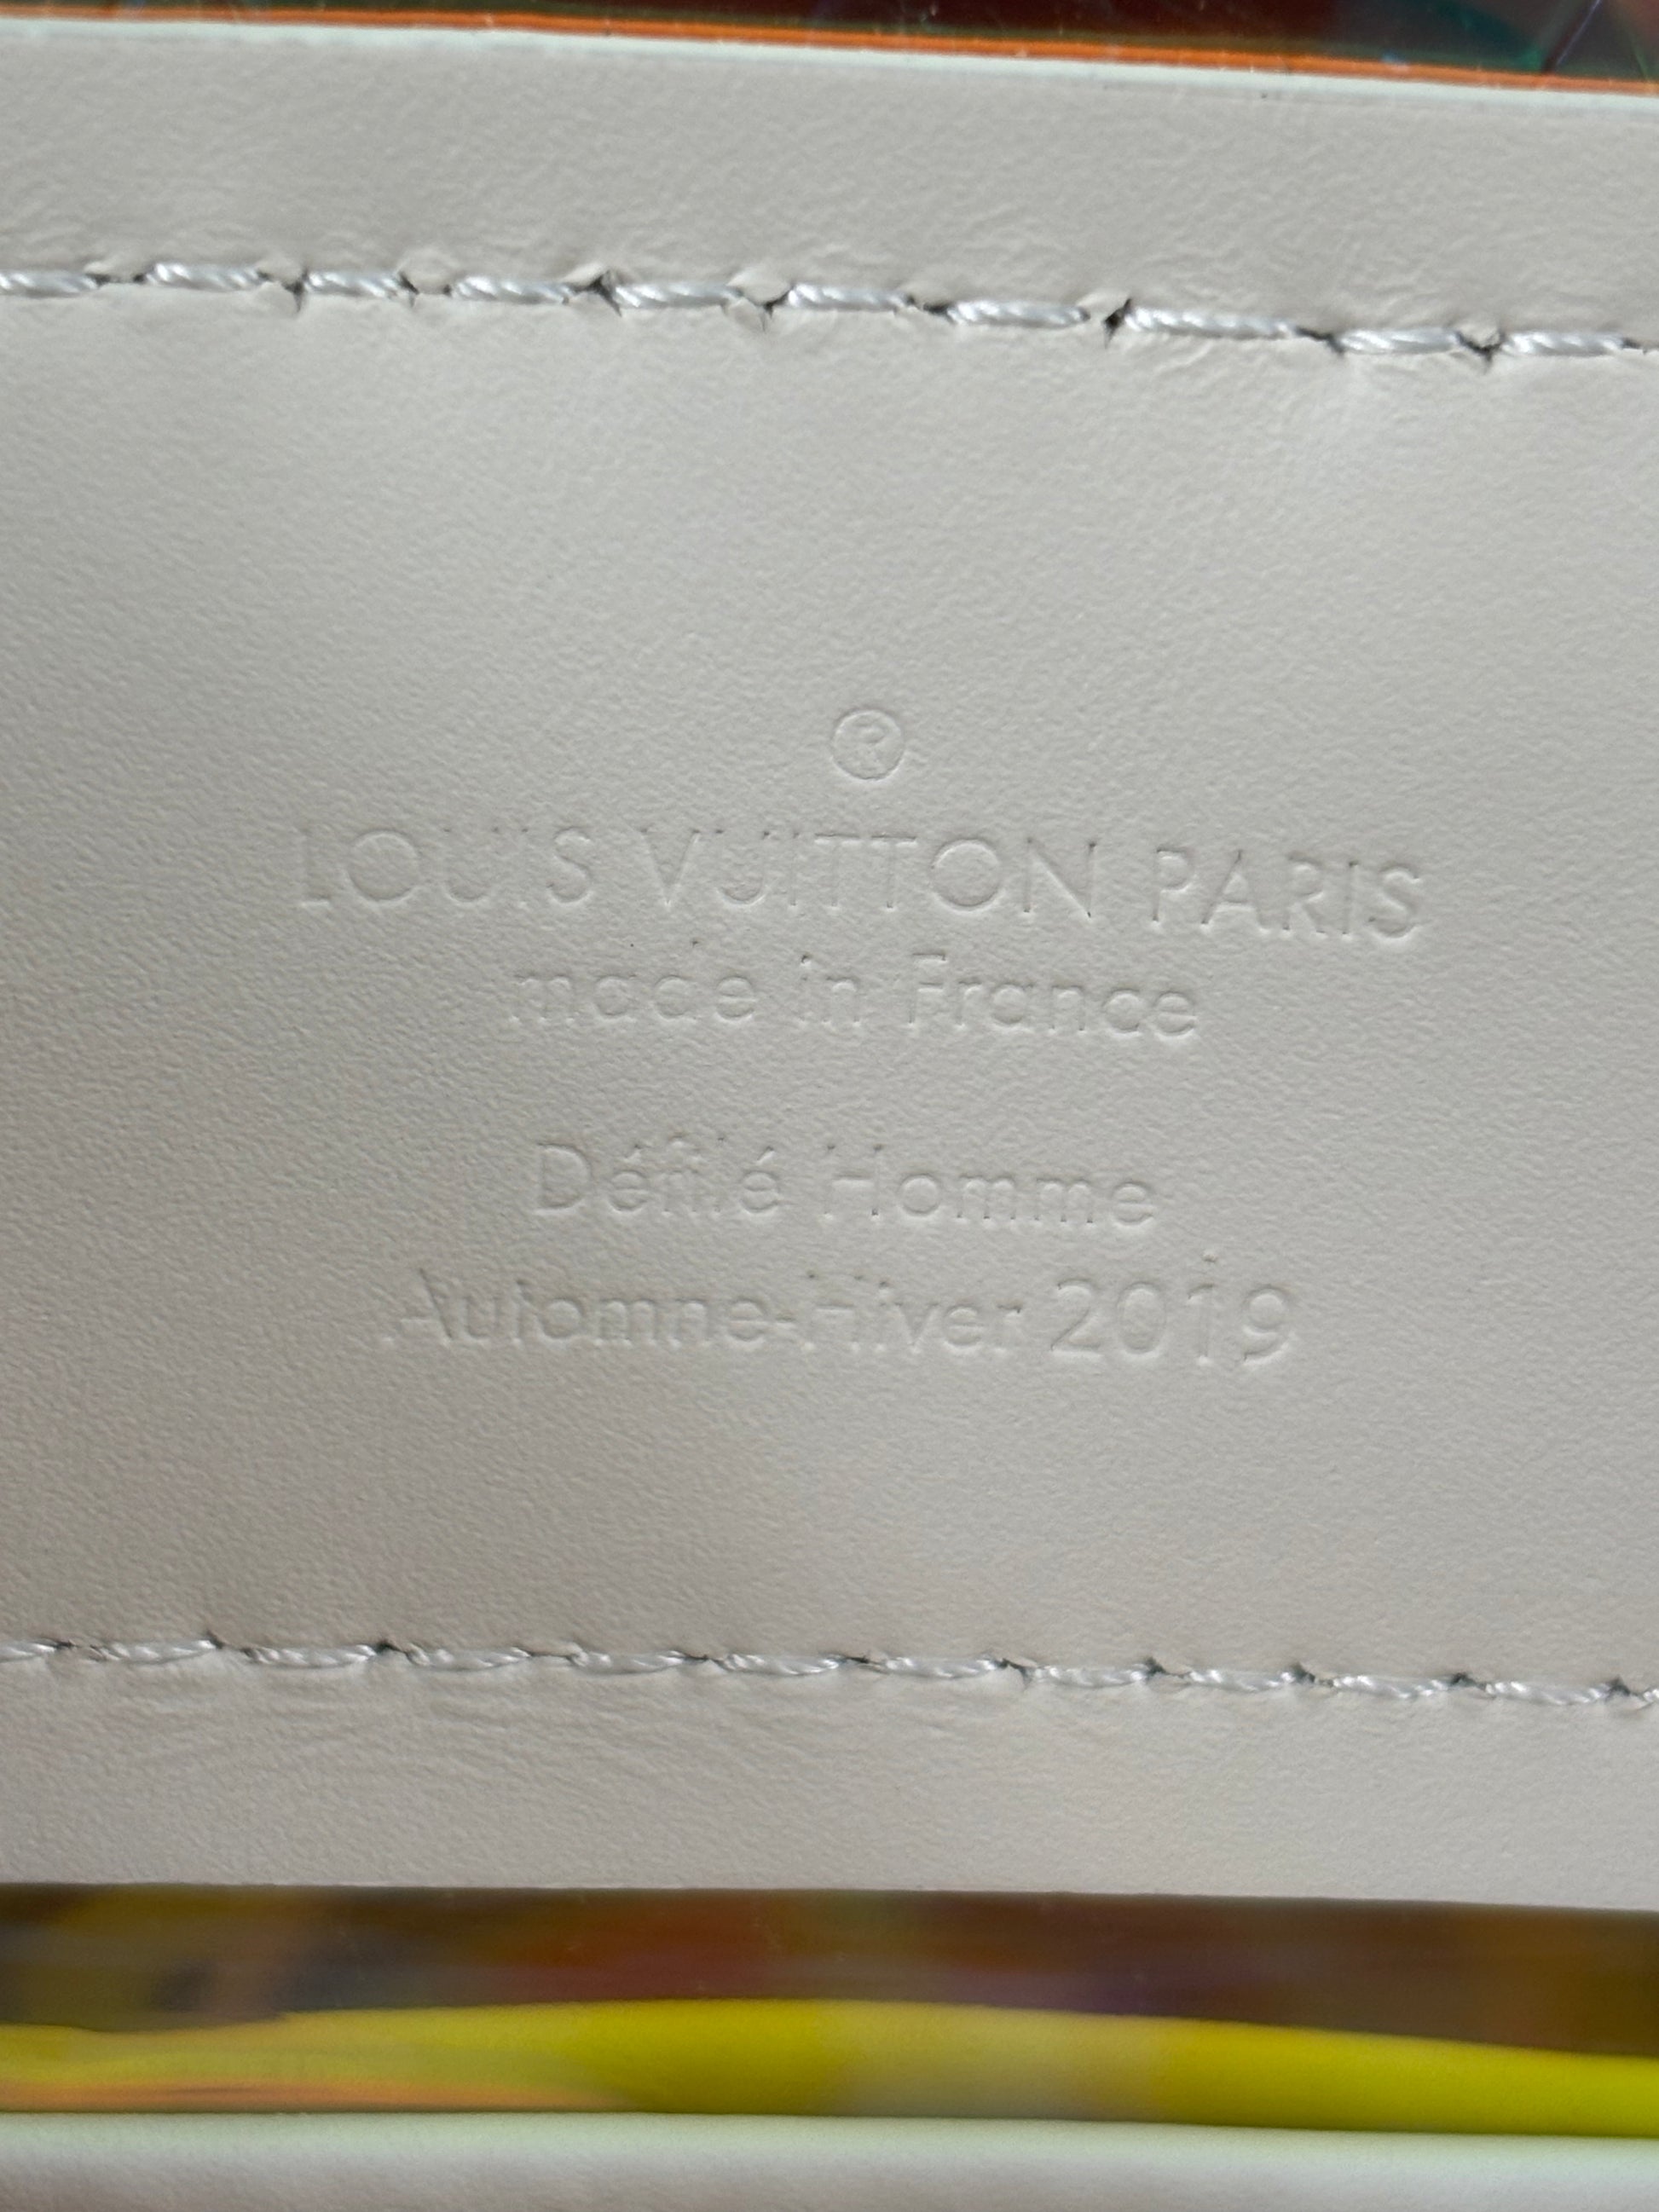 ®
LOUIS VUITTON PARIS
made in France
Défilé Homme
Automne-Hiver 2019